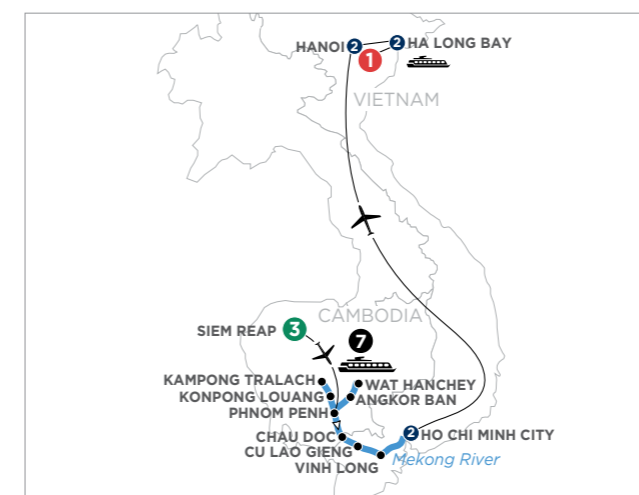 HANOI
2
2
HA LONG BAY
1
VIETNAM
CAMBODIA
SIEM REAP
3
7
KAMPONG TRALACH
WAT HANCHEY
KONPONG LOUANG
ANGKOR BAN
PHNOM PENH
CHAU DOC
2
HO CHI MINH CITY
CU LAO GIENG
VINH LONG
Mekong River